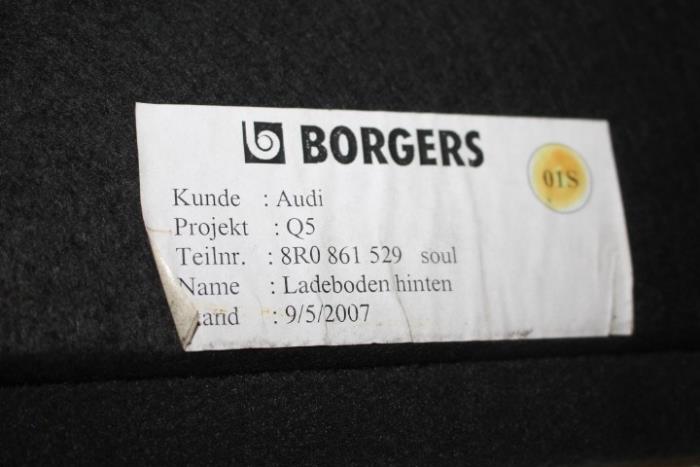 BORGERS
01S
Kunde : Audi
Projekt : Q5
Teilnr. : 8R0 861 529 soul
Name : Ladeboden hinten
tand : 9/5/2007